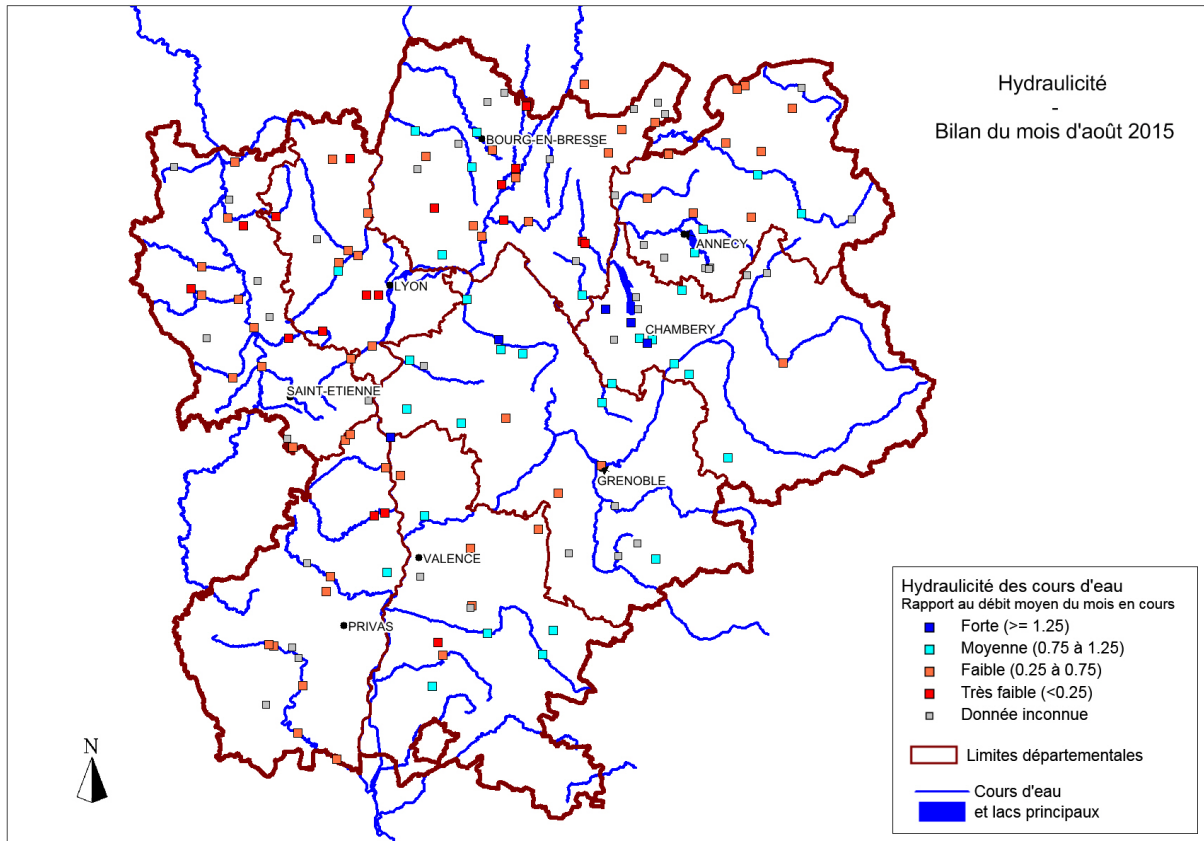 Hydraulicité
-
Bilan du mois d'août 2015
BOURG-EN-BRESSE
ANNECY
LYON
CHAMBERY
SAINT-ETIENNE
GRENOBLE
VALENCE
PRIVAS
N
Hydraulicité des cours d'eau
Rapport au débit moyen du mois en cours
Forte (>= 1.25)
Moyenne (0.75 à 1.25)
Faible (0.25 à 0.75)
Très faible (<0.25)
Donnée inconnue
Limites départementales
Cours d'eau
et lacs principaux